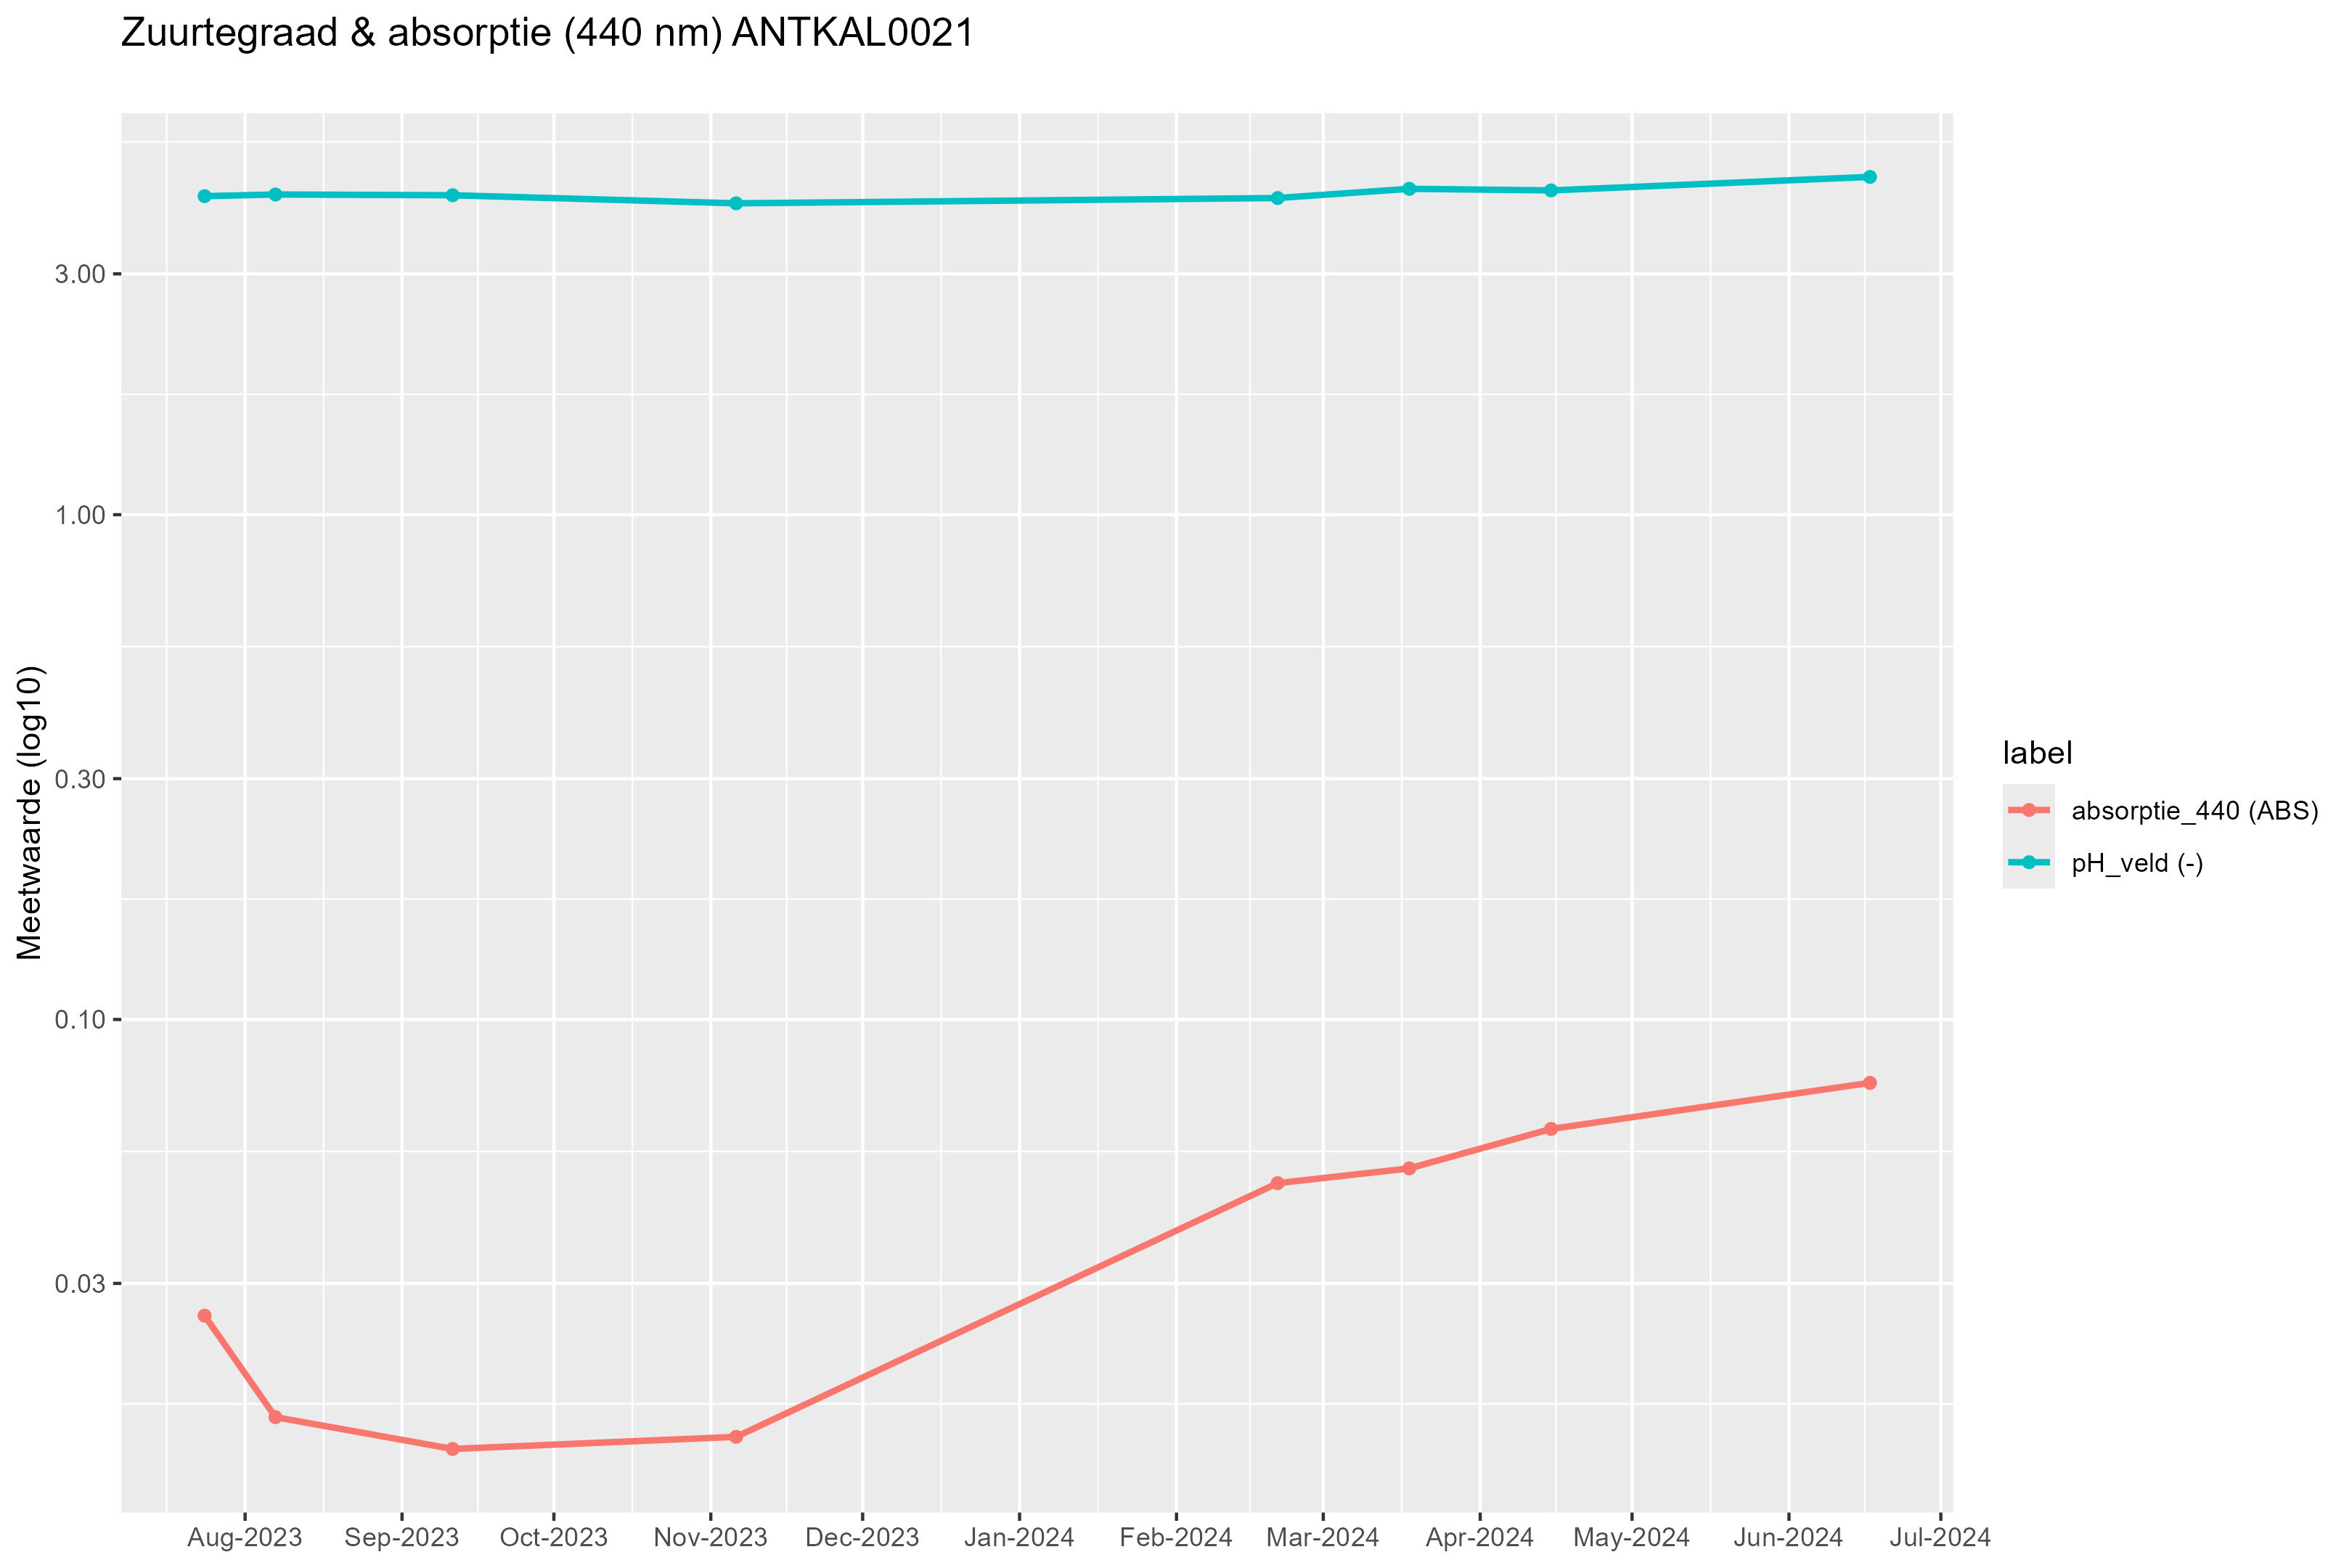 Zuurtegraad & absorptie (440 nm) ANTKAL0021
Meetwaarde (log10)
3.00
1.00
0.30
0.10
0.03
Aug-2023 Sep-2023 Oct-2023 Nov-2023 Dec-2023 Jan-2024 Feb-2024 Mar-2024 Apr-2024 May-2024 Jun-2024 Jul-2024
label
absorptie_440 (ABS)
pH_veld (-)